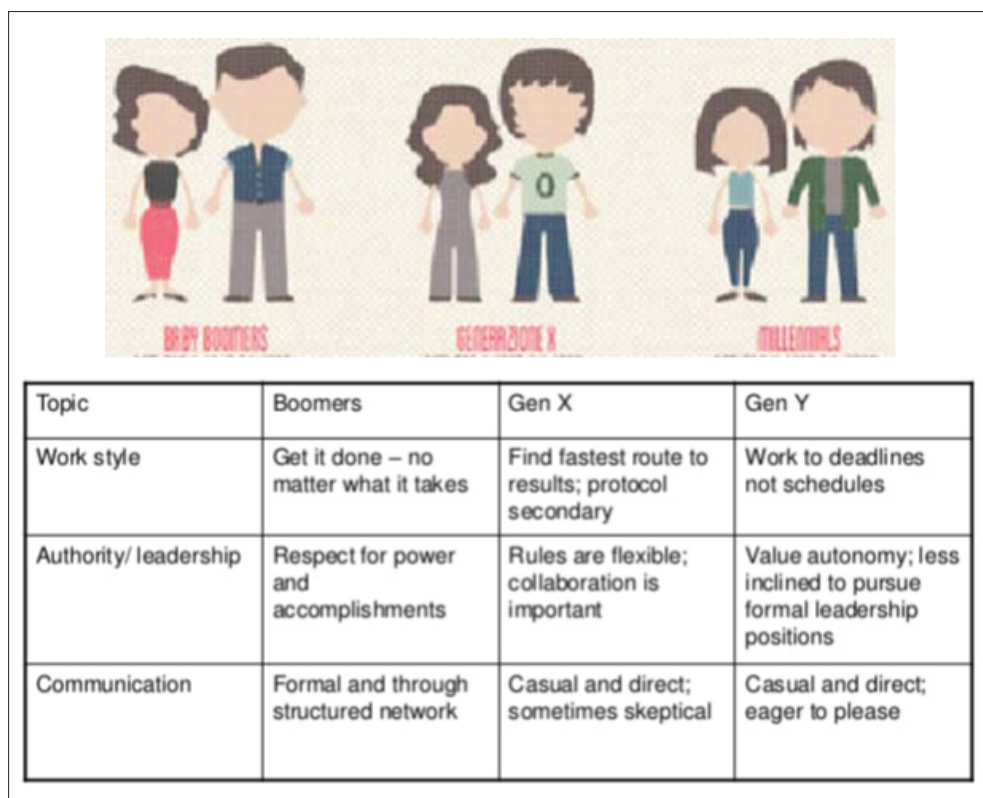 BABY BOOMERS
GENERAZIONE X
MILLENNIALS
0
Topic
Boomers
Gen X
Gen Y
Work style
Get it done – no
matter what it takes
Find fastest route to
results; protocol
secondary
Work to deadlines
not schedules
Authority/ leadership
Respect for power
and
accomplishments
Rules are flexible;
collaboration is
important
Value autonomy; less
inclined to pursue
formal leadership
positions
Communication
Formal and through
structured network
Casual and direct;
sometimes skeptical
Casual and direct;
eager to please